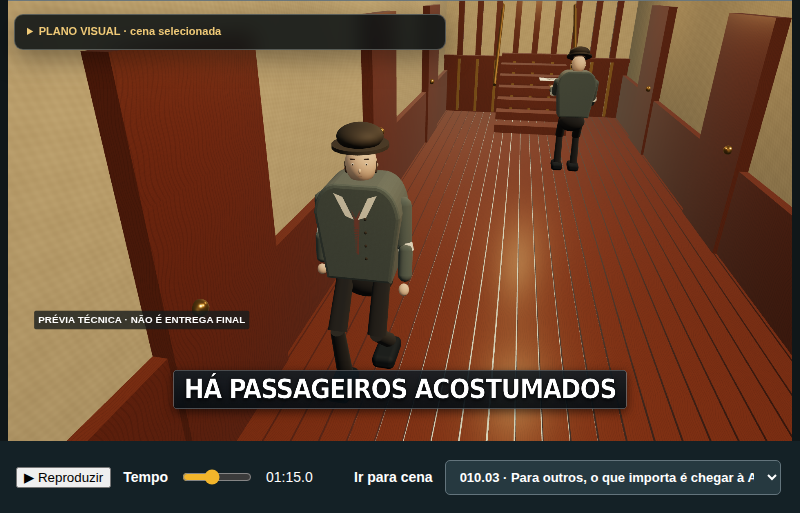 ▶ PLANO VISUAL · cena selecionada
PRÉVIA TÉCNICA · NÃO É ENTREGA FINAL
HÁ PASSAGEIROS ACOSTUMADOS
▶ Reproduzir Tempo 01:15.0 Ir para cena 010.03 · Para outros, o que importa é chegar à A